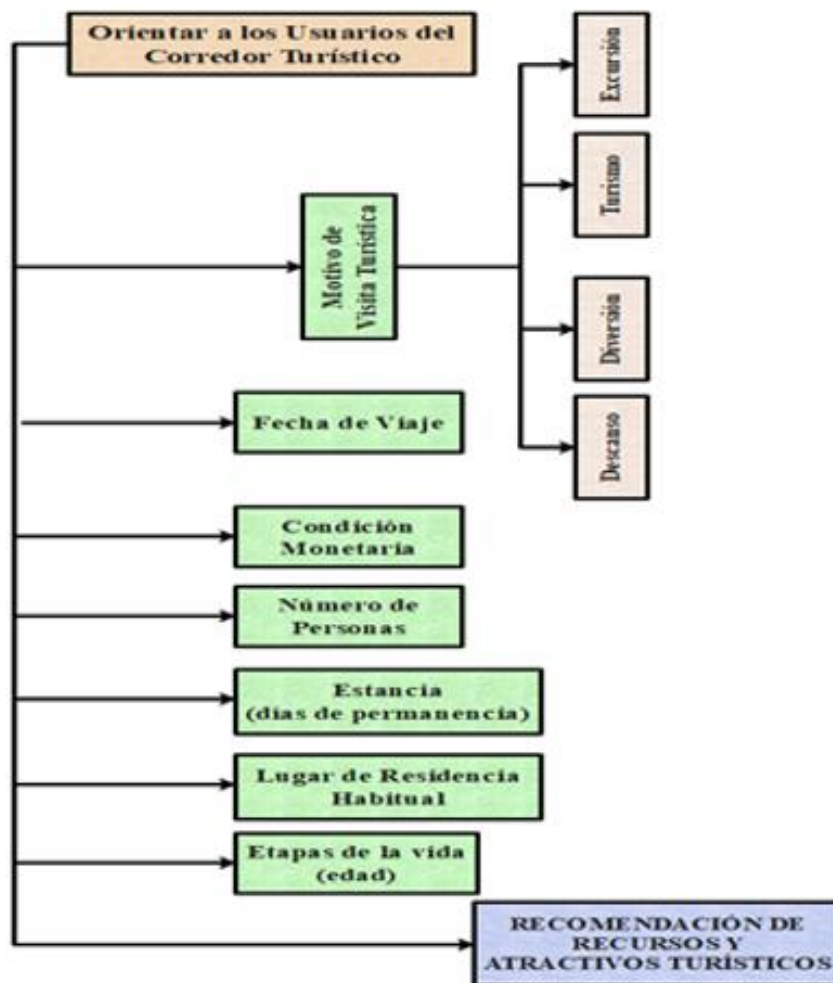 Orientar a los Usuarios del
Corredor Turístico
Excursión
Turismo
Motivo de
Visita Turística
Diversión
Descanso
Fecha de Viaje
Condición
Monetaria
Número de
Personas
Estancia
(días de permanencia)
Lugar de Residencia
Habitual
Etapas de la vida
(edad)
RECOMENDACIÓN DE
RECURSOS Y
ATRACTIVOS TURÍSTICOS